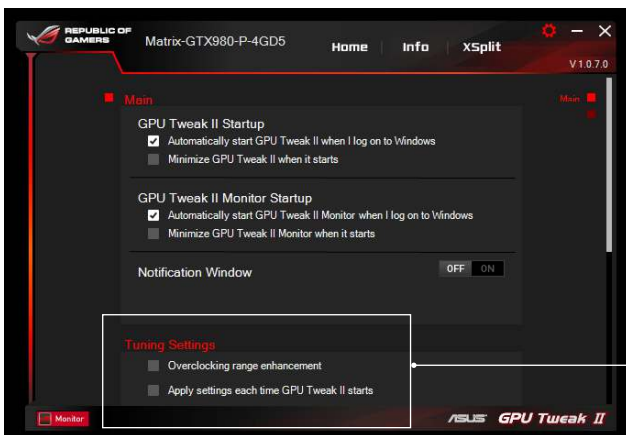 REPUBLIC OF
GAMERS
Matrix-GTX980-P-4GD5
Home
Info
XSplit
V 1.0.7.0
Main
Main
GPU Tweak II Startup
Automatically start GPU Tweak II when I log on to Windows
Minimize GPU Tweak II when it starts
GPU Tweak II Monitor Startup
Automatically start GPU Tweak II Monitor when I log on to Windows
Minimize GPU Tweak II Monitor when it starts
Notification Window
OFF ON
Tuning Settings
Overclocking range enhancement
Apply settings each time GPU Tweak II starts
Monitor
ASUS GPU Tweak II